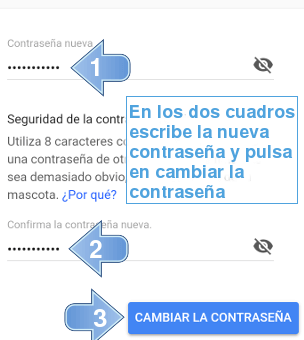 Contraseña nueva
•••••••••••
1
Seguridad de la contra
Utiliza 8 caracteres co
una contraseña de otr
sea demasiado obvio,
mascota. ¿Por qué?
En los dos cuadros
escribe la nueva
contraseña y pulsa
en cambiar la
contraseña
Confirma la contraseña nueva.
•••••••••••
2
3
CAMBIAR LA CONTRASEÑA